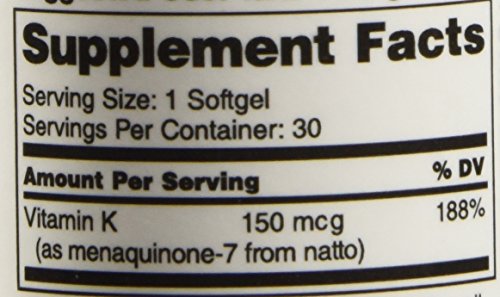 Supplement Facts
Serving Size: 1 Softgel
Servings Per Container: 30
Amount Per Serving % DV
Vitamin K 150 mcg 188%
(as menaquinone-7 from natto)